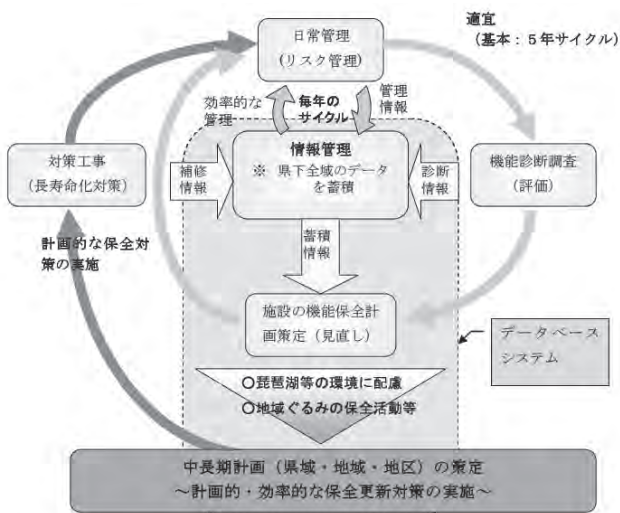 日常管理
(リスク管理)
適宜
（基本：５年サイクル）
効率的な
管理
毎年の
サイクル
管理
情報
対策工事
（長寿命化対策）
補修
情報
情報管理
※ 県下全域のデータ
を蓄積
診断
情報
機能診断調査
（評価）
計画的な保全対
策の実施
蓄積
情報
施設の機能保全計
画策定（見直し）
データベース
システム
○琵琶湖等の環境に配慮
○地域ぐるみの保全活動等
中長期計画（県域・地域・地区）の策定
～計画的・効率的な保全更新対策の実施～